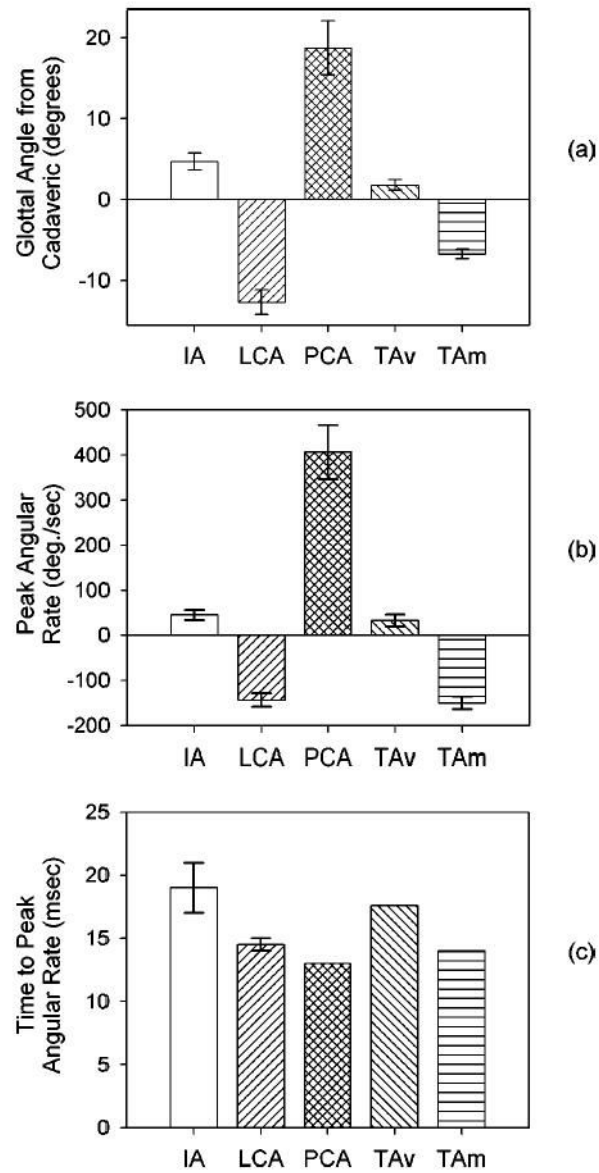 Glottal Angle from
Cadaveric (degrees)
20
10
0
-10
IA LCA PCA TAv TAm
(a)
Peak Angular
Rate (deg./sec)
500
400
300
200
100
0
-100
-200
IA LCA PCA TAv TAm
(b)
Time to Peak
Angular Rate (msec)
25
20
15
10
5
0
IA LCA PCA TAv TAm
(c)